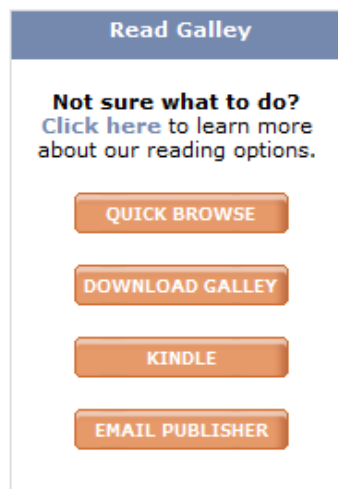 Read Galley
Not sure what to do?
Click here to learn more
about our reading options.
QUICK BROWSE
DOWNLOAD GALLEY
KINDLE
EMAIL PUBLISHER